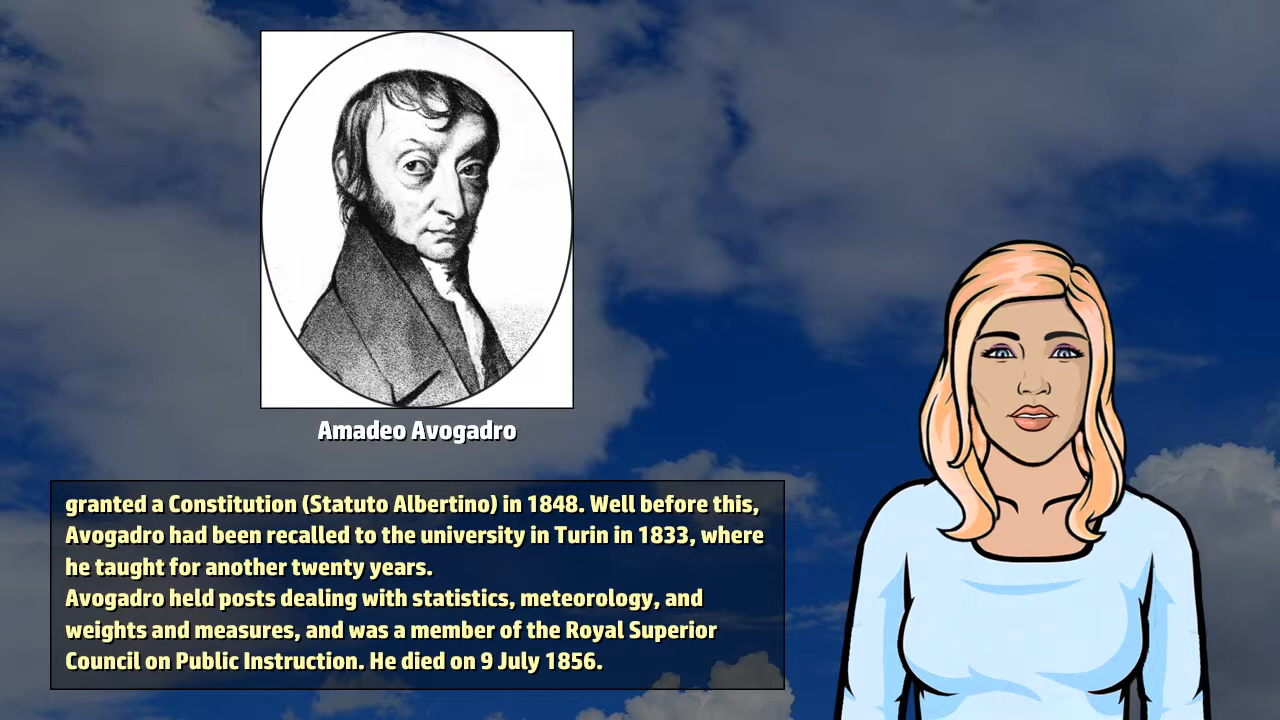 Amadeo Avogadro
granted a Constitution (Statuto Albertino) in 1848. Well before this,
Avogadro had been recalled to the university in Turin in 1833, where
he taught for another twenty years.
Avogadro held posts dealing with statistics, meteorology, and
weights and measures, and was a member of the Royal Superior
Council on Public Instruction. He died on 9 July 1856.